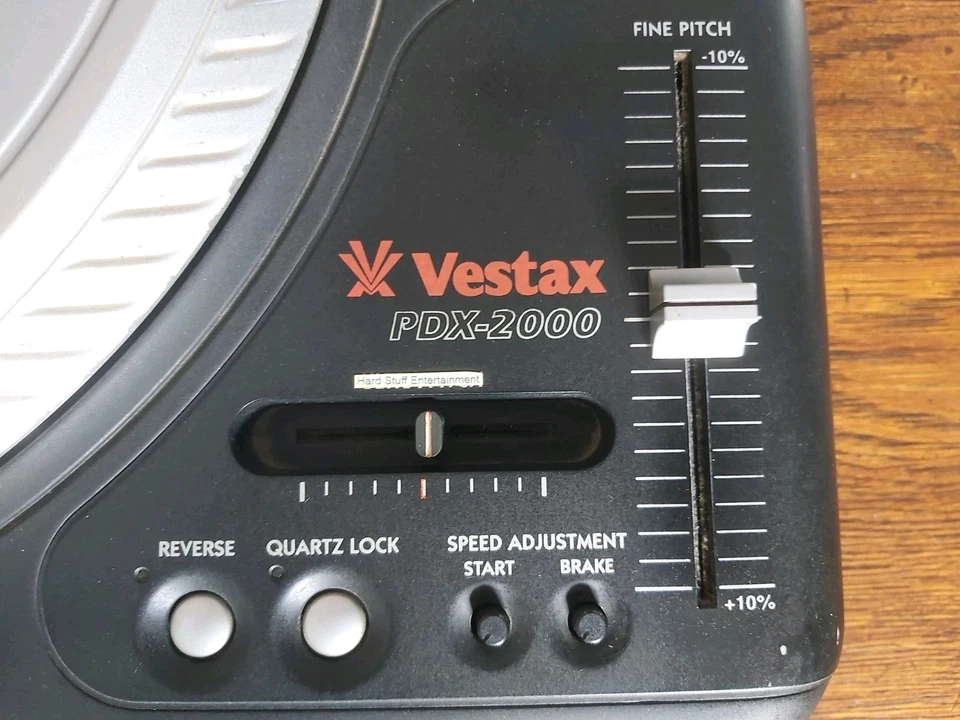 FINE PITCH
-10%
Vestax
PDX-2000
Hard Stuff Entertainment
REVERSE
QUARTZ LOCK
SPEED ADJUSTMENT
START
BRAKE
+10%